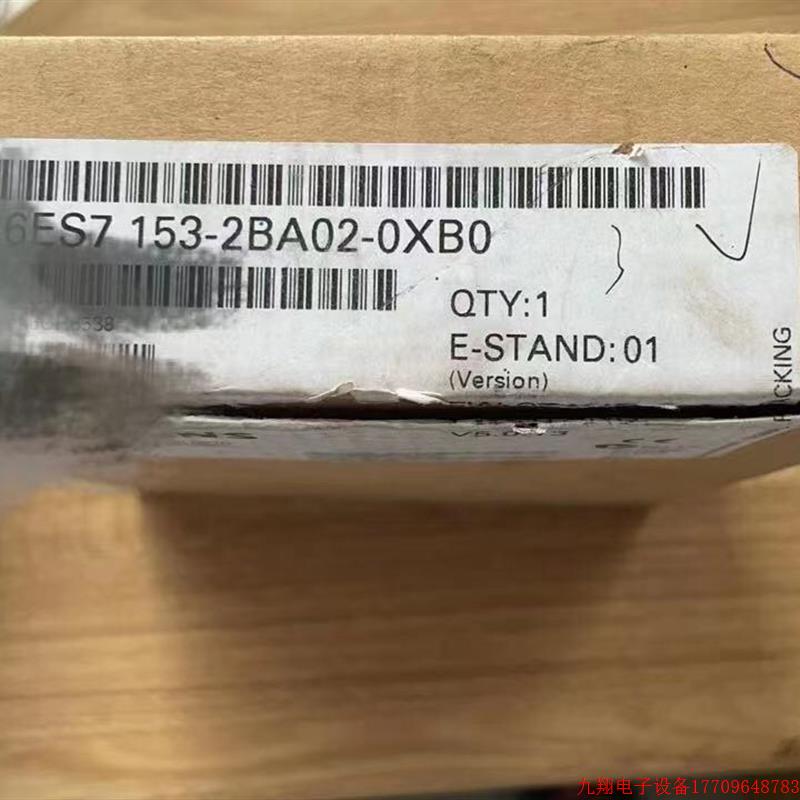 6ES7 153-2BA02-0XB0
QTY:1
E-STAND:01
(Version)
PACKING
九翔电子设备17709648783